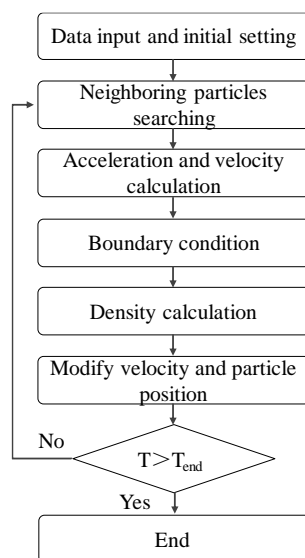 Data input and initial setting
Neighboring particles
searching
Acceleration and velocity
calculation
Boundary condition
Density calculation
Modify velocity and particle
position
No
T＞Tend
Yes
End